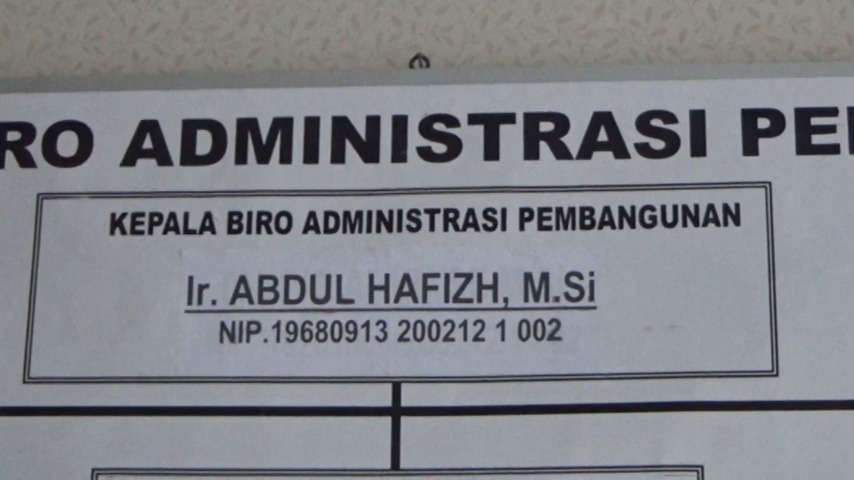 RO ADMINISTRASI PE
KEPALA BIRO ADMINISTRASI PEMBANGUNAN
Ir. ABDUL HAFIZH, M.Si
NIP.19680913 200212 1 002